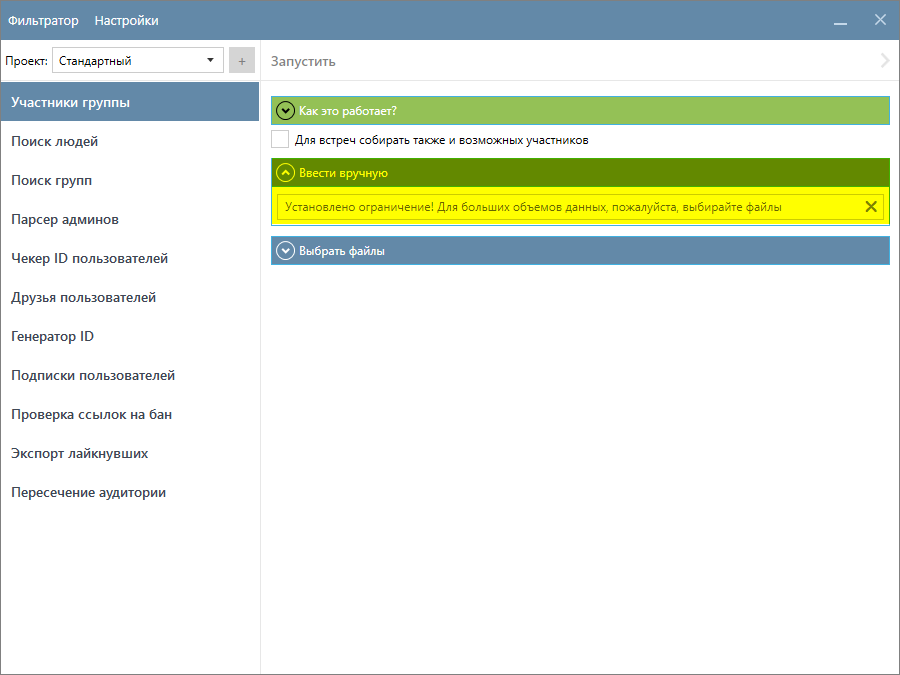 Фильтратор Настройки
Проект: Стандартный +
Запустить
Участники группы
Поиск людей
Поиск групп
Парсер админов
Чекер ID пользователей
Друзья пользователей
Генератор ID
Подписки пользователей
Проверка ссылок на бан
Экспорт лайкнувших
Пересечение аудитории
Как это работает?
Для встреч собирать также и возможных участников
Ввести вручную
Установлено ограничение! Для больших объемов данных, пожалуйста, выбирайте файлы
Выбрать файлы